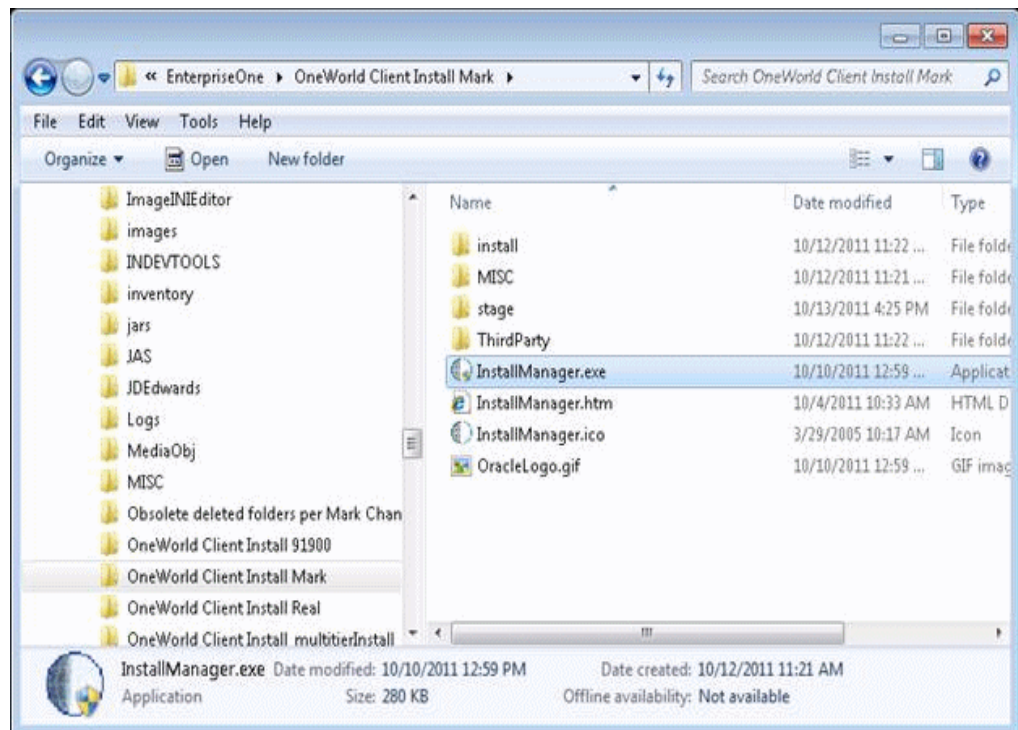 « EnterpriseOne ▸ OneWorld Client Install Mark ▸
Search OneWorld Client Install Mark
File Edit View Tools Help
Organize Open New folder
ImageINIEditor
images
INDEVTOOLS
inventory
jars
JAS
JDEdwards
Logs
MediaObj
MISC
Obsolete deleted folders per Mark Chan
OneWorld Client Install 91900
OneWorld Client Install Mark
OneWorld Client Install Real
OneWorld Client Install multitierInstall
Name Date modified Type
install 10/12/2011 11:22 ... File folde
MISC 10/12/2011 11:21 ... File folde
stage 10/13/2011 4:25 PM File folde
ThirdParty 10/12/2011 11:22 ... File folde
InstallManager.exe 10/10/2011 12:59 ... Applicat
InstallManager.htm 10/4/2011 10:33 AM HTML D
InstallManager.ico 3/29/2005 10:17 AM Icon
OracleLogo.gif 10/10/2011 12:59 ... GIF imag
InstallManager.exe Date modified: 10/10/2011 12:59 PM Date created: 10/12/2011 11:21 AM
Application Size: 280 KB Offline availability: Not available